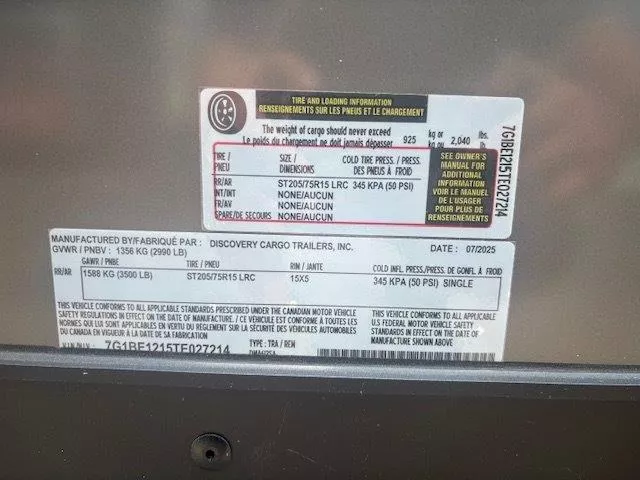 TIRE AND LOADING INFORMATION
RENSEIGNEMENTS SUR LES PNEUS ET LE CHARGEMENT
The weight of cargo should never exceed kg or lbs.
Le poids du chargement ne doit jamais dépasser 925 kg ou 2,040 lb.
TIRE / PNEU SIZE / DIMENSIONS COLD TIRE PRESS. / PRESS. DES PNEUS À FROID
RR/AR ST205/75R15 LRC 345 KPA (50 PSI)
INT/INT NONE/AUCUN
FR/AV NONE/AUCUN
SPARE/DE SECOURS NONE/AUCUN
SEE OWNER'S
MANUAL FOR
ADDITIONAL
INFORMATION
VOIR LE MANUEL
DE L'USAGER
POUR PLUS DE
RENSEIGNEMENTS
7G1BE1215TE027214
MANUFACTURED BY/FABRIQUÉ PAR : DISCOVERY CARGO TRAILERS, INC. DATE : 07/2025
GVWR / PNBV : 1356 KG (2990 LB)
GAWR / PNBE TIRE / PNEU RIM / JANTE COLD INFL. PRESS./PRESS. DE GONFL. À FROID
RR/AR 1588 KG (3500 LB) ST205/75R15 LRC 15X5 345 KPA (50 PSI) SINGLE
THIS VEHICLE CONFORMS TO ALL APPLICABLE STANDARDS PRESCRIBED UNDER THE CANADIAN MOTOR VEHICLE
SAFETY REGULATIONS IN EFFECT ON THE DATE OF MANUFACTURE / CE VÉHICULE EST CONFORME À TOUTES LES
NORMES QUI LUI SONT APPLICABLES EN VERTU DU RÈGLEMENT SUR LA SÉCURITÉ DES VÉHICULES AUTOMOBILES
DU CANADA EN VIGUEUR À LA DATE DE SA FABRICATION
THIS VEHICLE CONFORMS TO ALL APPLICABLE
U.S FEDERAL MOTOR VEHICLE SAFETY
STANDARDS IN EFFECT ON THE DATE OF
MANUFACTURE SHOWN ABOVE
7G1BE1215TE027214 TYPE : TRA / REM